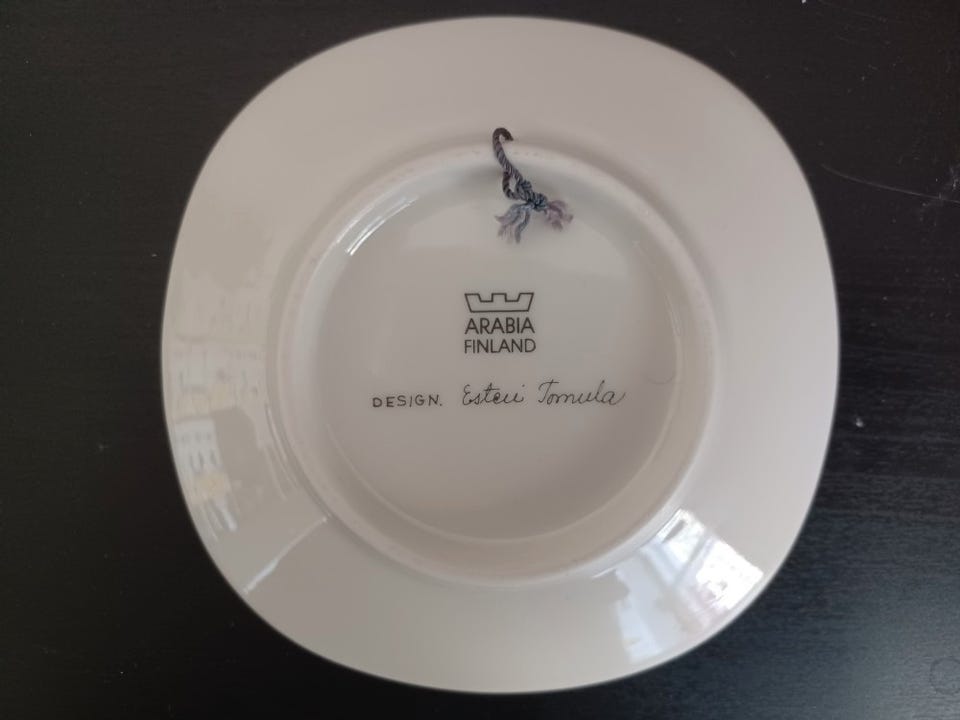 ARABIA
FINLAND
DESIGN. Esteri Tomula